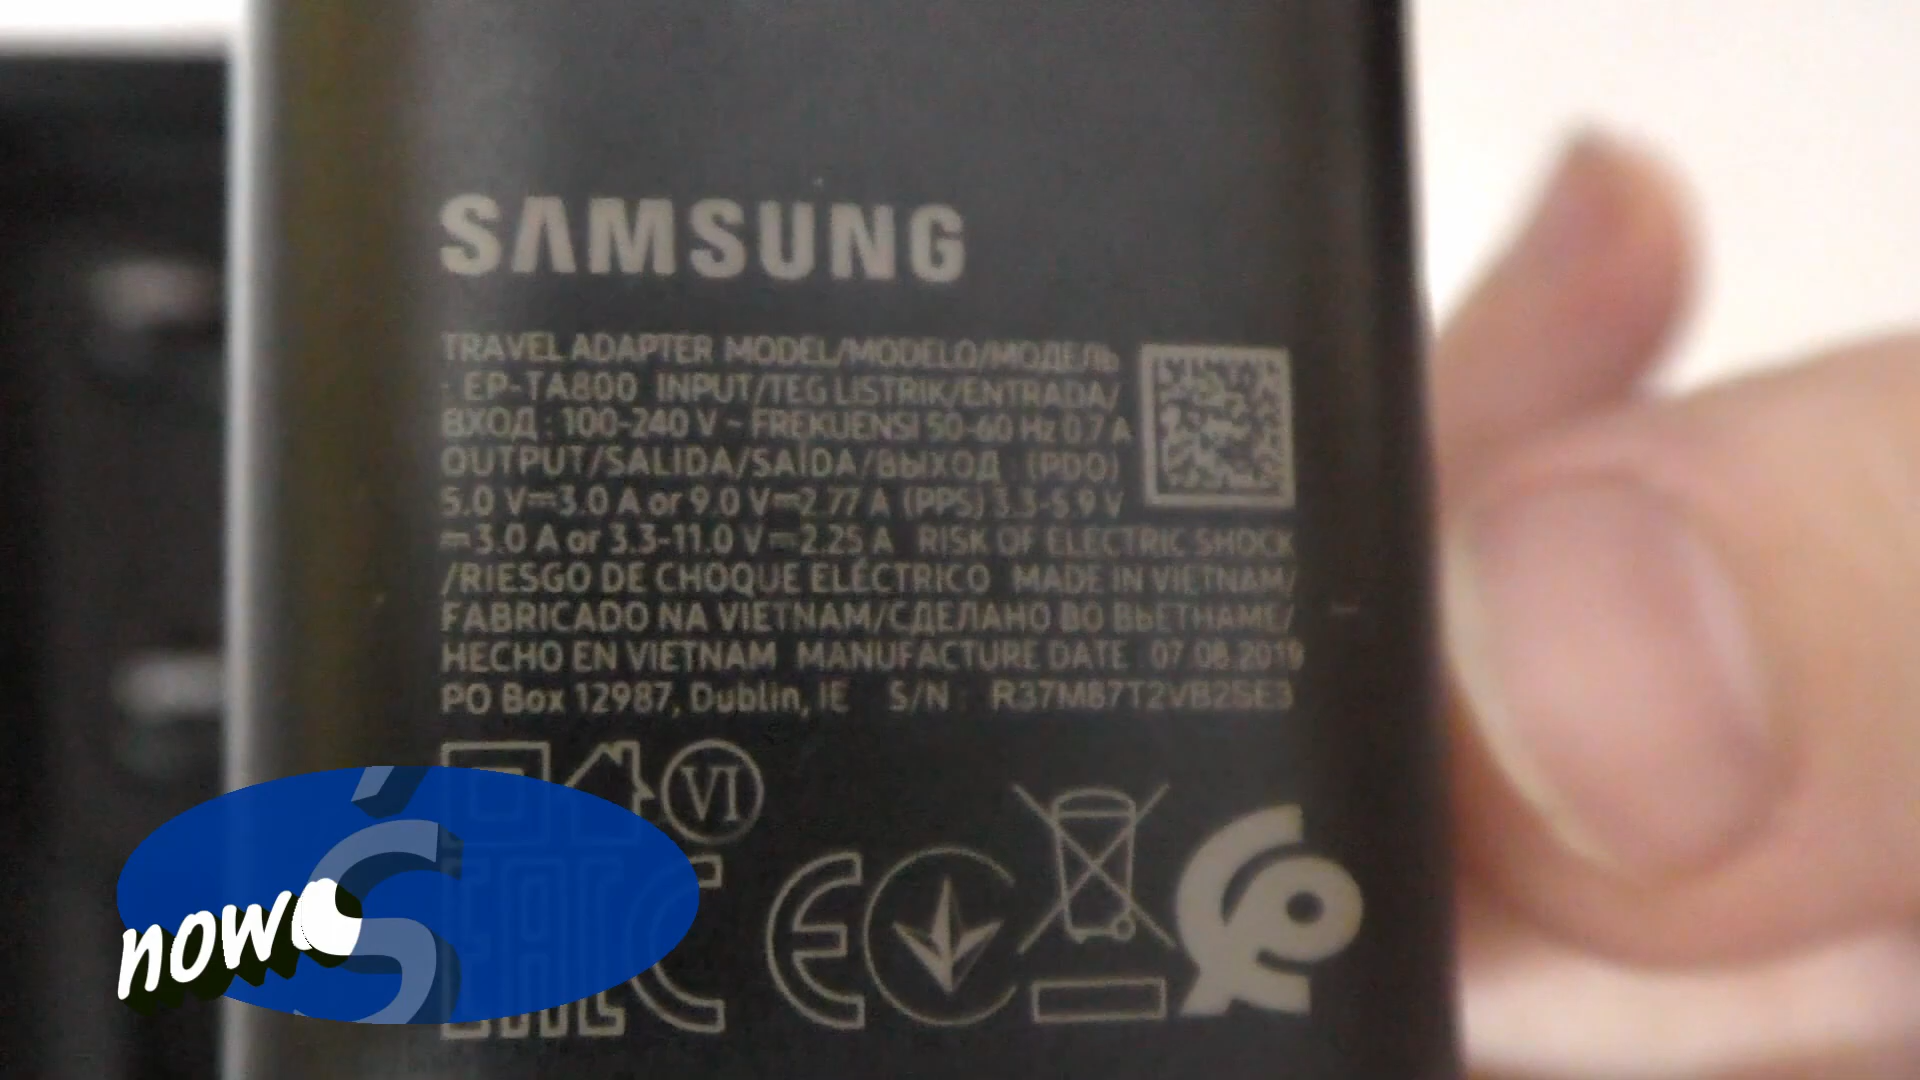 SAMSUNG
TRAVEL ADAPTER MODEL/MODELO/МОДЕЛЬ
: EP-TA800 INPUT/TEG LISTRIK/ENTRADA/
ВХОД : 100-240 V ~ FREKUENSI 50-60 Hz 0.7 A
OUTPUT/SALIDA/SAÍDA/ВЫХОД : (PDO)
5.0 V⎓3.0 A or 9.0 V⎓2.77 A (PPS) 3.3-5.9 V
⎓3.0 A or 3.3-11.0 V⎓2.25 A RISK OF ELECTRIC SHOCK
/RIESGO DE CHOQUE ELÉCTRICO MADE IN VIETNAM/
FABRICADO NA VIETNAM/СДЕЛАНО ВО ВЬЕТНАМЕ/
HECHO EN VIETNAM MANUFACTURE DATE : 07.08.2019
PO Box 12987, Dublin, IE S/N : R37M87T2VB2SE3
VI
CE
nowo
Ś